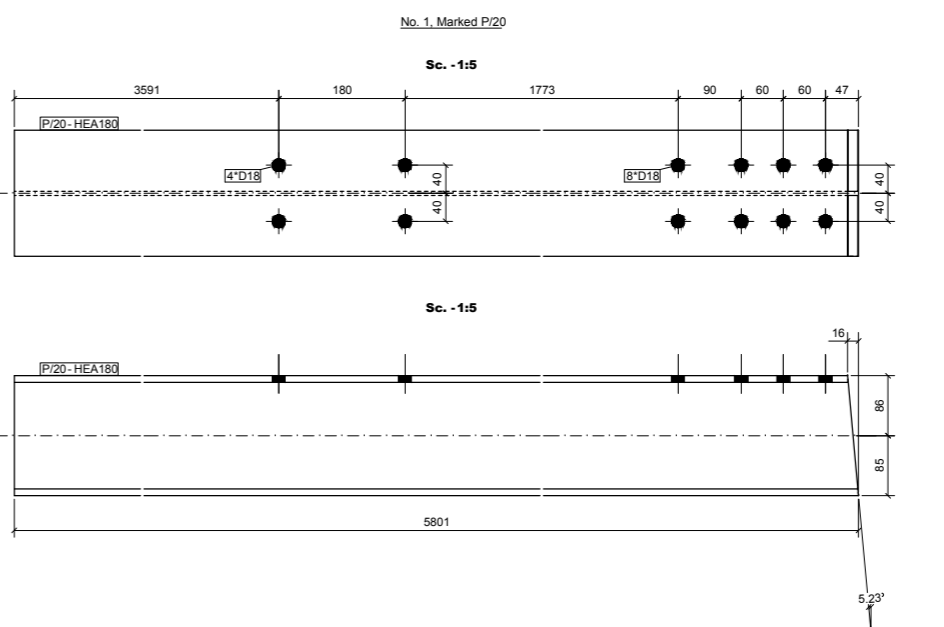 No. 1, Marked P/20
Sc. -1:5
3591 180 1773 90 60 60 47
P/20- HEA180
4*D18 8*D18
40 40
40 40
Sc. -1:5
16
P/20- HEA180
86
85
5801
5.23°